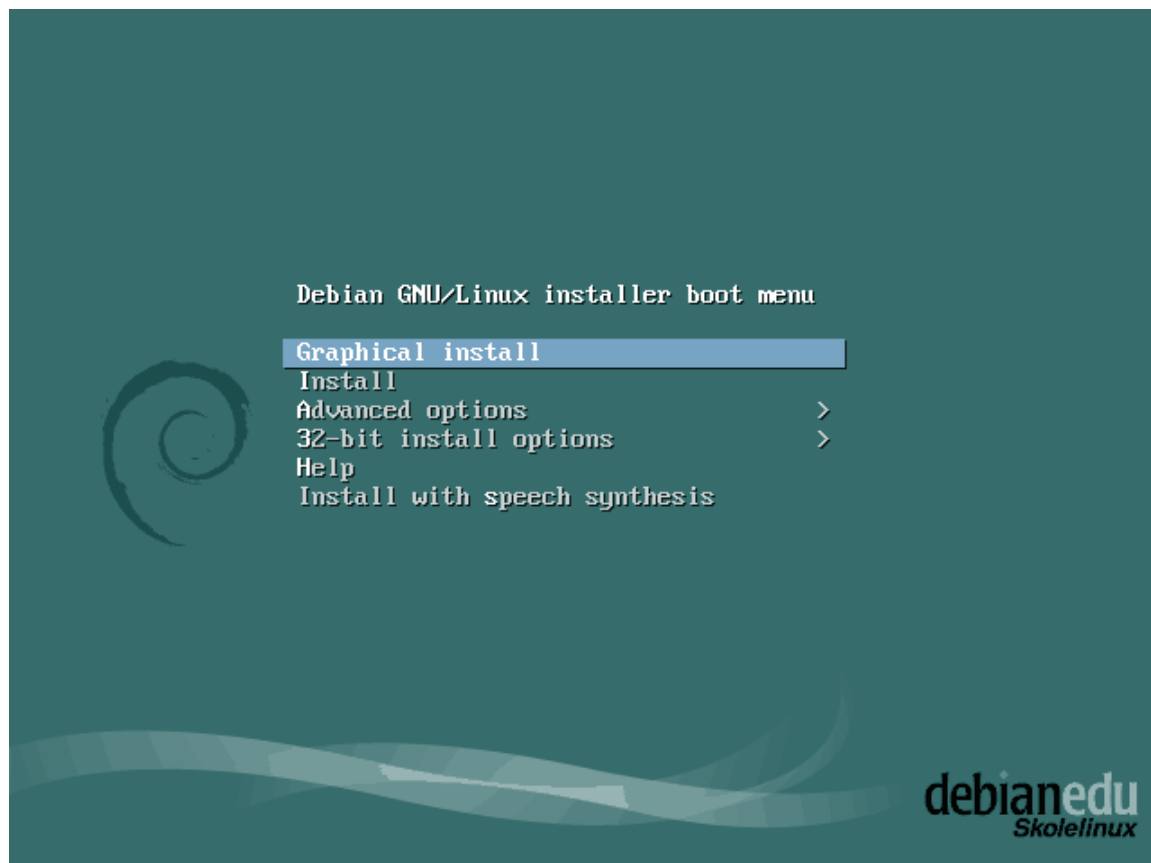 Debian GNU/Linux installer boot menu
Graphical install
Install
Advanced options >
32-bit install options >
Help
Install with speech synthesis
debianedu
Skolelinux